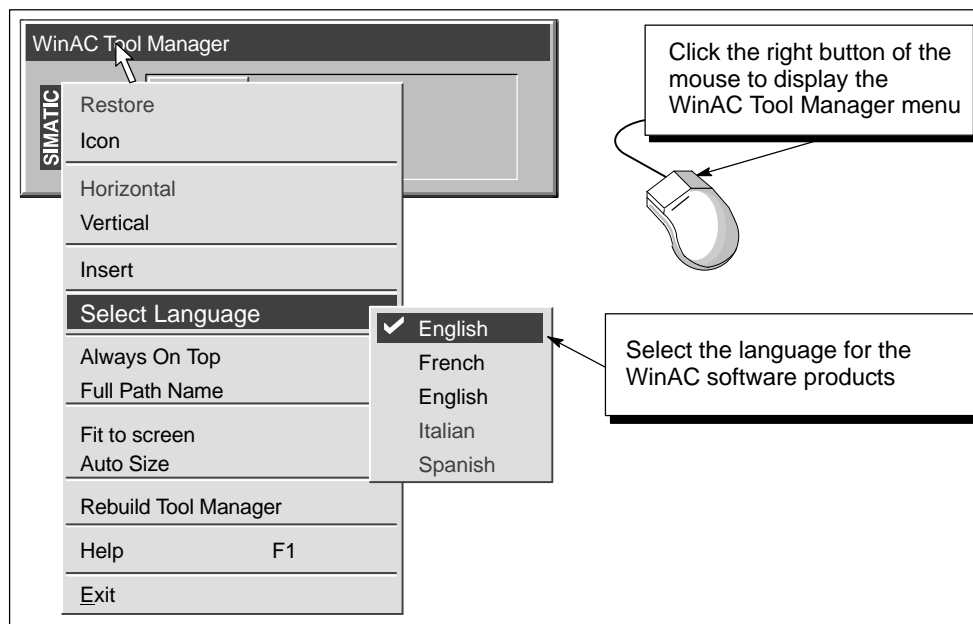 WinAC Tool Manager
SIMATIC
Restore
Icon
Horizontal
Vertical
Insert
Select Language
Always On Top
Full Path Name
Fit to screen
Auto Size
Rebuild Tool Manager
Help F1
Exit
English
French
English
Italian
Spanish
Click the right button of the
mouse to display the
WinAC Tool Manager menu
Select the language for the
WinAC software products